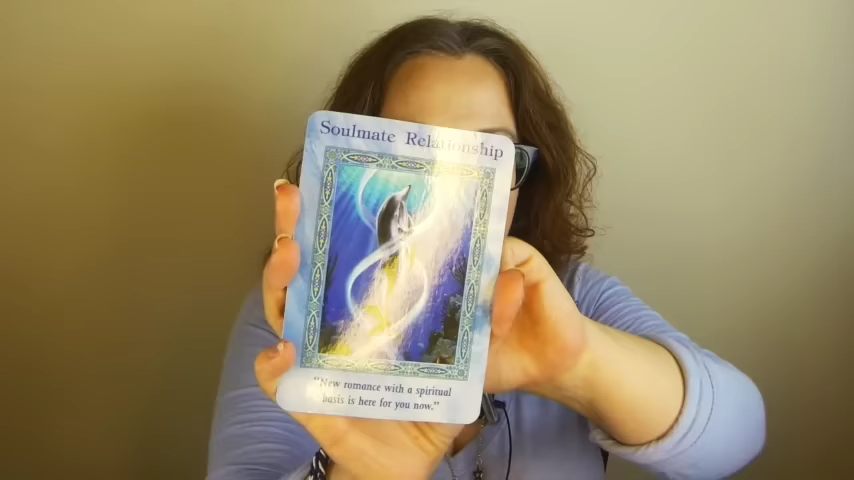 Soulmate Relationship
"New romance with a spiritual
basis is here for you now."